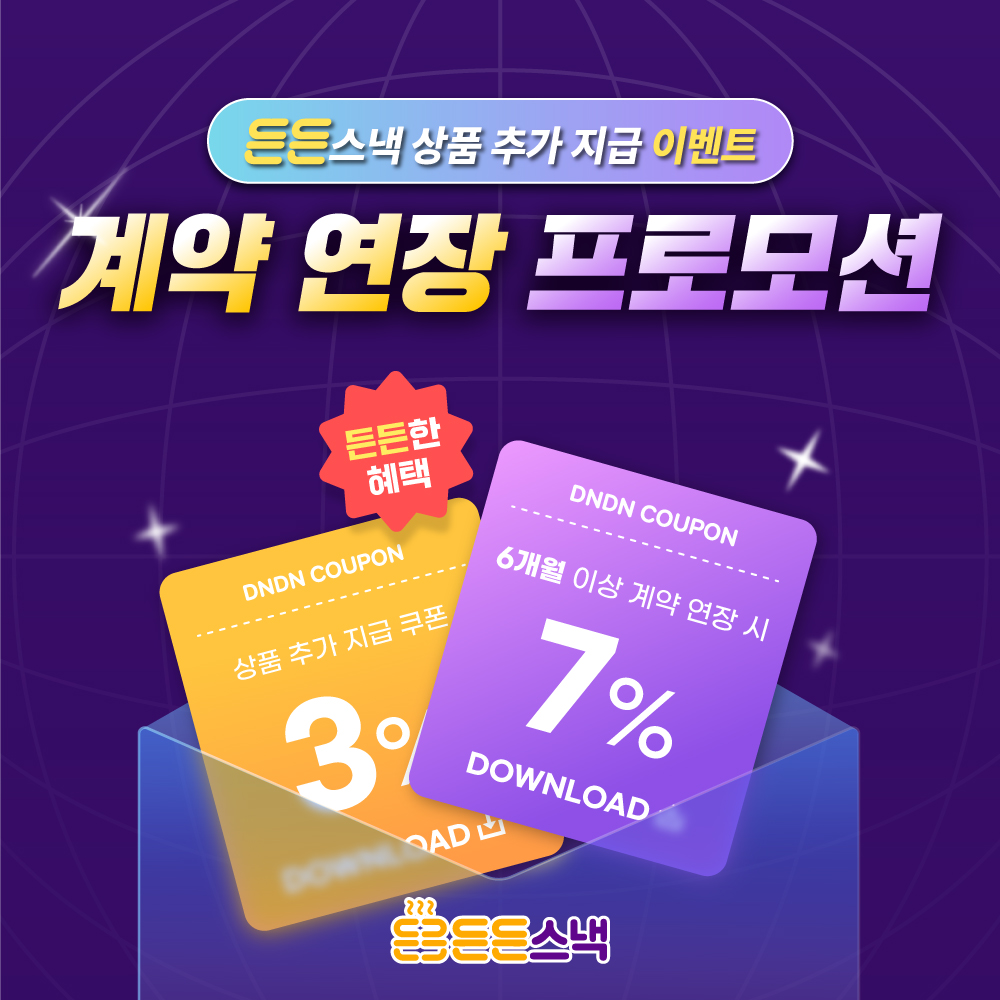 든든스낵 상품 추가 지급 이벤트
계약 연장 프로모션
든든한
혜택
DNDN COUPON
상품 추가 지급 쿠폰
3%
DOWNLOAD
DNDN COUPON
6개월 이상 계약 연장 시
7%
DOWNLOAD
든든스낵